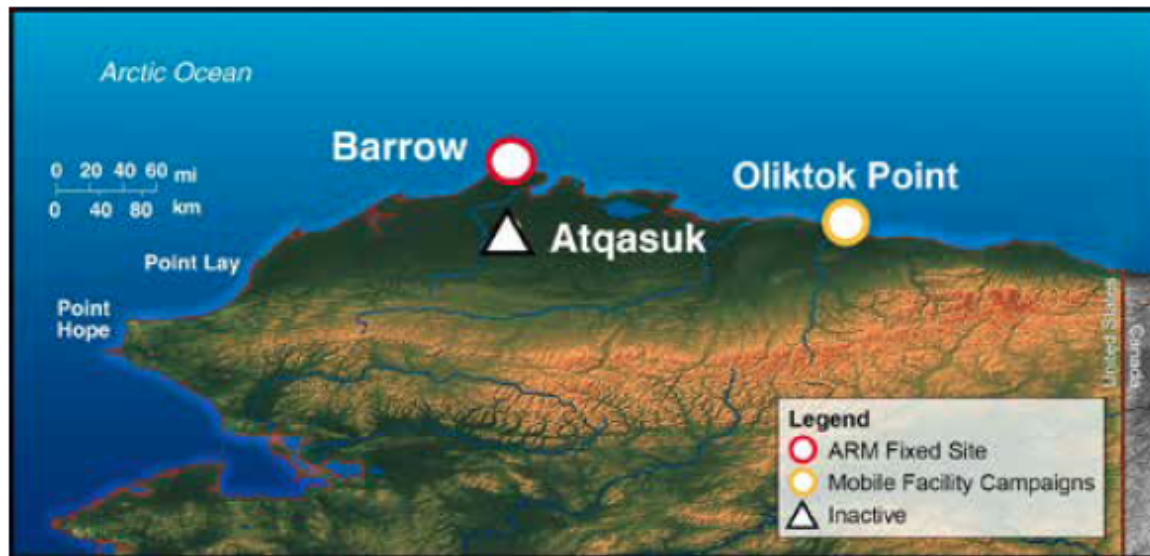 Arctic Ocean
Barrow
Oliktok Point
0 20 40 60 mi
0 40 80 km
Atqasuk
Point Lay
Point
Hope
United States
Canada
Legend
ARM Fixed Site
Mobile Facility Campaigns
Inactive